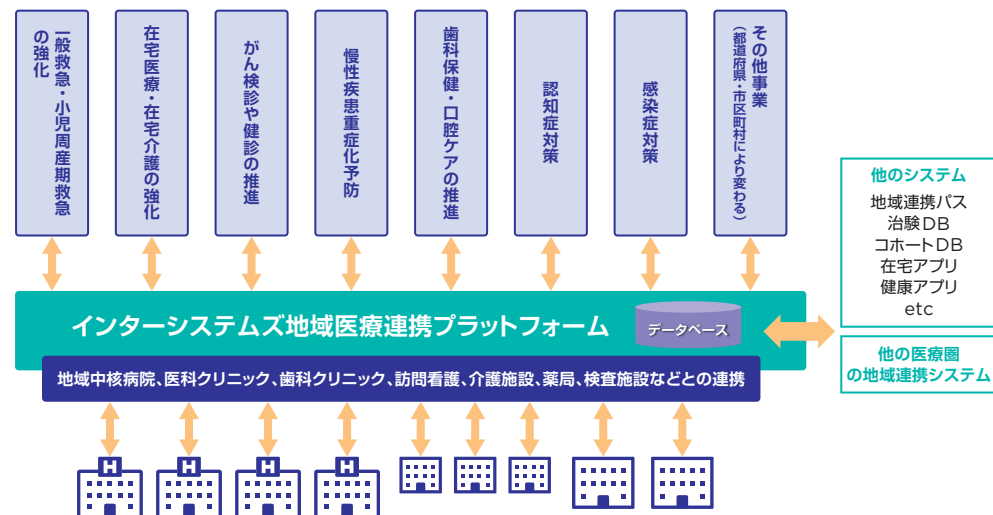 一般救急・小児周産期救急
の強化
在宅医療・在宅介護の強化
がん検診や健診の推進
慢性疾患重症化予防
歯科保健・口腔ケアの推進
認知症対策
感染症対策
その他事業
（都道府県・市区町村により変わる）
インターシステムズ地域医療連携プラットフォーム
データベース
地域中核病院、医科クリニック、歯科クリニック、訪問看護、介護施設、薬局、検査施設などとの連携
他のシステム
地域連携パス
治験DB
コホートDB
在宅アプリ
健康アプリ
etc
他の医療圏
の地域連携システム
H
H
H
H